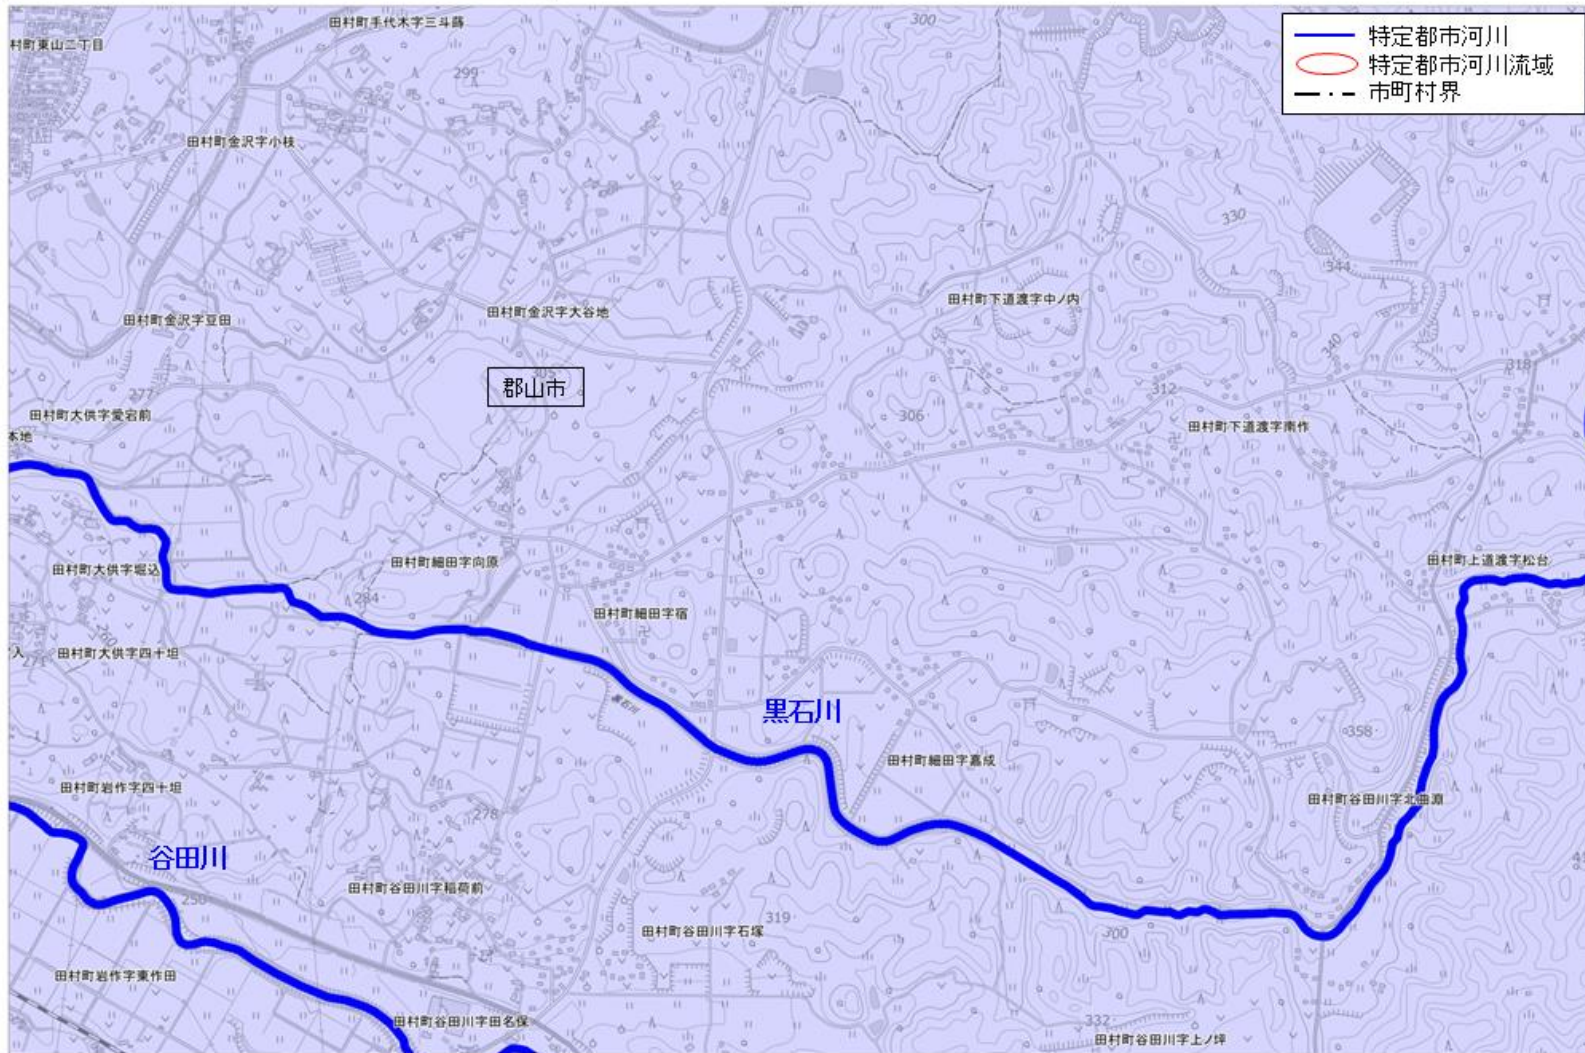 田村町手代木字三斗蒔
300
村町東山二丁目
特定都市河川
特定都市河川流域
市町村界
299
田村町金沢字小枝
330
344
田村町下道渡字中ノ内
田村町金沢字大谷地
田村町金沢字豆田
340
318
305
郡山市
277
312
田村町大供字愛宕前
306
田村町下道渡字南作
本地
田村町細田字向原
田村町上道渡字松台
田村町大供字堀込
284
田村町細田字宿
260
田村町大供字四十坦
入
271
黒石川
黒石川
358
田村町細田字嘉成
田村町岩作字四十坦
田村町谷田川字北曲淵
278
谷田川
田村町谷田川字稲荷前
250
319
田村町谷田川字石塚
300
田村町岩作字東作田
田村町谷田川字田名保
332
田村町谷田川字上ノ坪